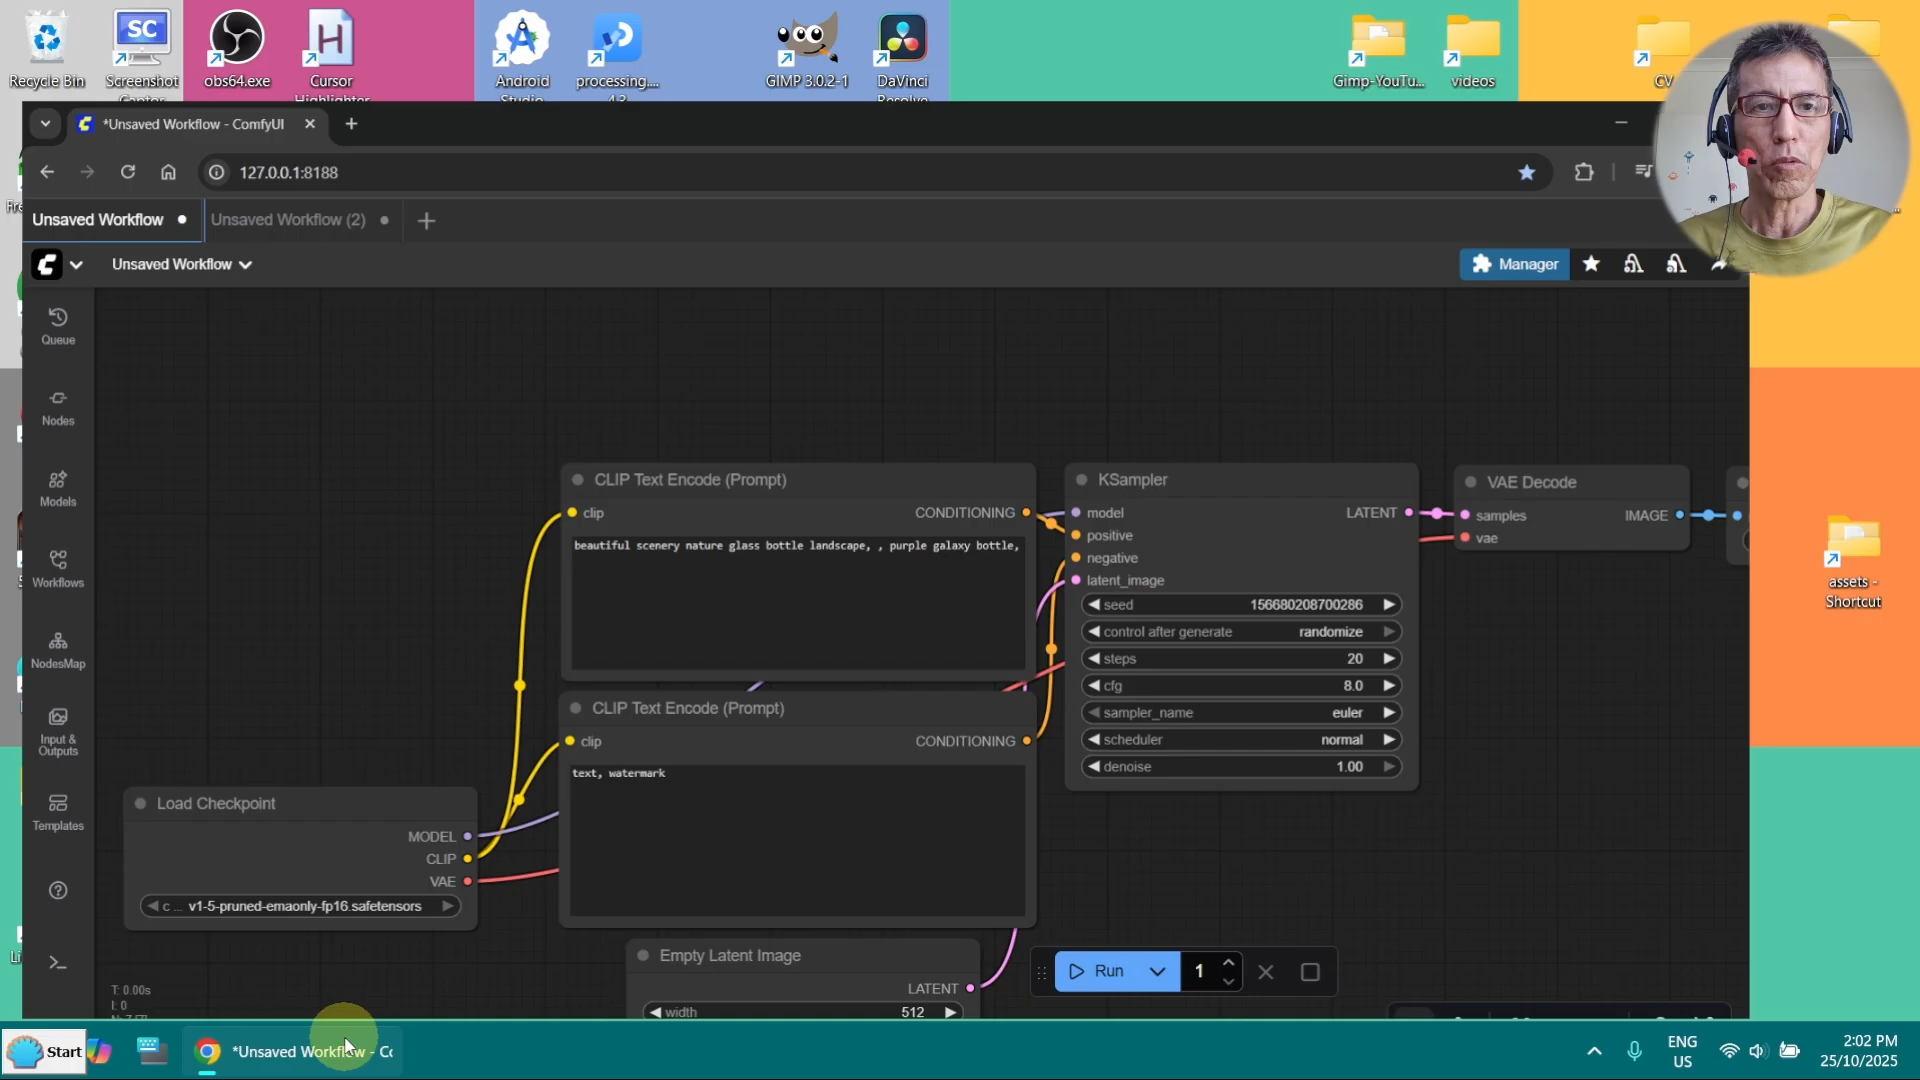 Recycle Bin
Screenshot
obs64.exe
Cursor
Android
processing....
GIMP 3.0.2-1
DaVinci
Gimp-YouTu...
videos
CV
SC
H
*Unsaved Workflow - ComfyUI
127.0.0.1:8188
Unsaved Workflow
Unsaved Workflow (2)
Unsaved Workflow
Manager
Queue
Nodes
Models
Workflows
NodesMap
Input &
Outputs
Templates
CLIP Text Encode (Prompt)
clip
CONDITIONING
beautiful scenery nature glass bottle landscape, , purple galaxy bottle,
CLIP Text Encode (Prompt)
clip
CONDITIONING
text, watermark
Load Checkpoint
MODEL
CLIP
VAE
c ... v1-5-pruned-emaonly-fp16.safetensors
Empty Latent Image
LATENT
width 512
KSampler
model LATENT
positive
negative
latent_image
seed 156680208700286
control after generate randomize
steps 20
cfg 8.0
sampler_name euler
scheduler normal
denoise 1.00
VAE Decode
samples IMAGE
vae
Run
1
T: 0.00s
I: 0
assets -
Shortcut
Start
*Unsaved Workflow - Co
ENG
US
2:02 PM
25/10/2025